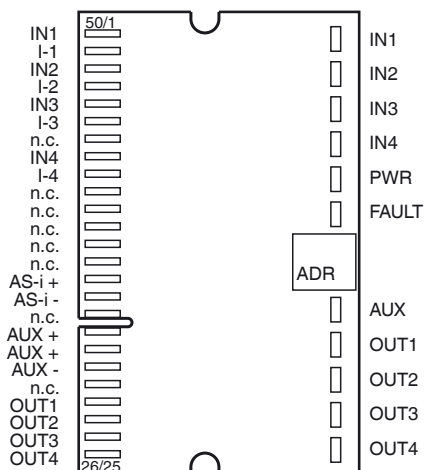 50/1
IN1
I-1
IN2
I-2
IN3
I-3
n.c.
IN4
I-4
n.c.
n.c.
n.c.
n.c.
n.c.
AS-i +
AS-i -
n.c.
AUX +
AUX +
AUX -
n.c.
OUT1
OUT2
OUT3
OUT4
26/25
IN1
IN2
IN3
IN4
PWR
FAULT
ADR
AUX
OUT1
OUT2
OUT3
OUT4